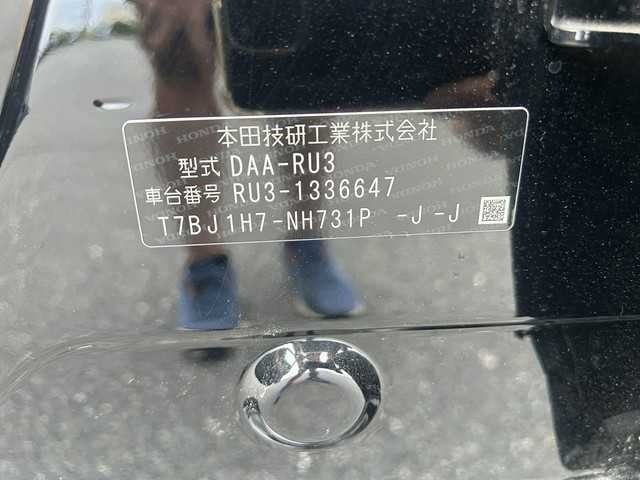 本田技研工業株式会社
型式 DAA-RU3
車台番号 RU3-1336647
T7BJ1H7-NH731P -J -J